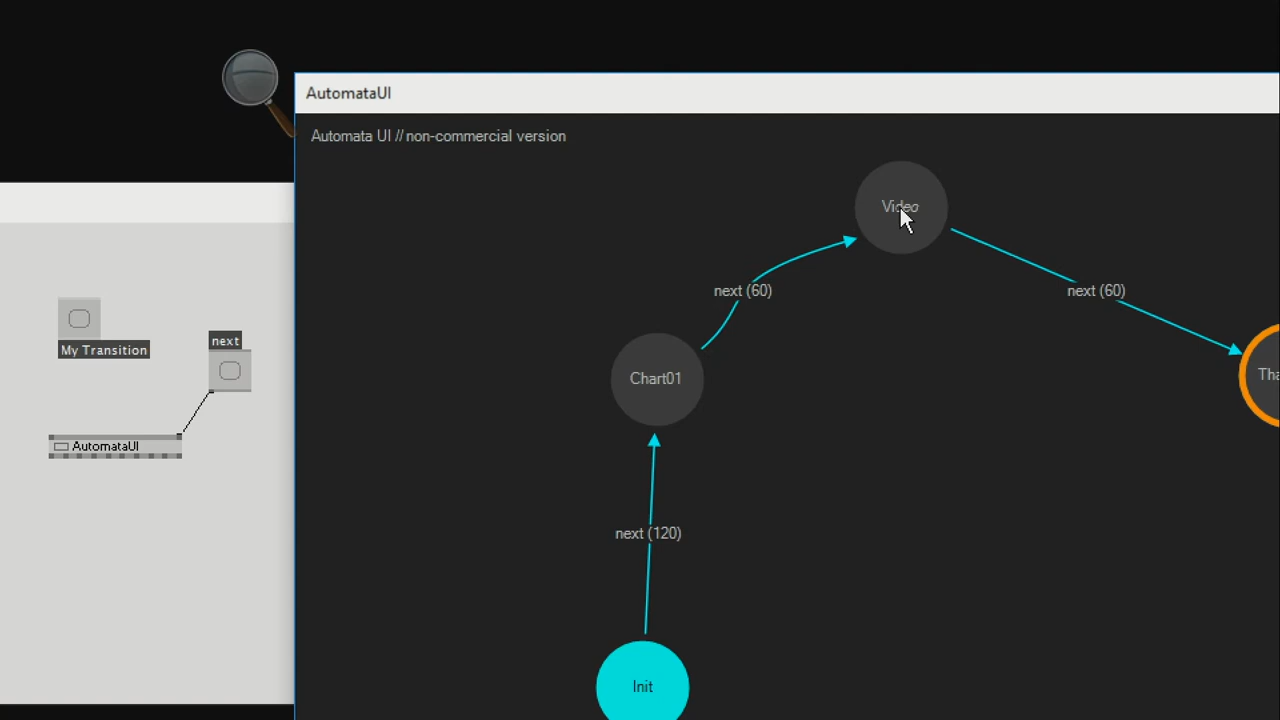 AutomataUI
Automata UI // non-commercial version
Video
next (60)
next (60)
My Transition
next
Chart01
AutomataUI
next (120)
Init